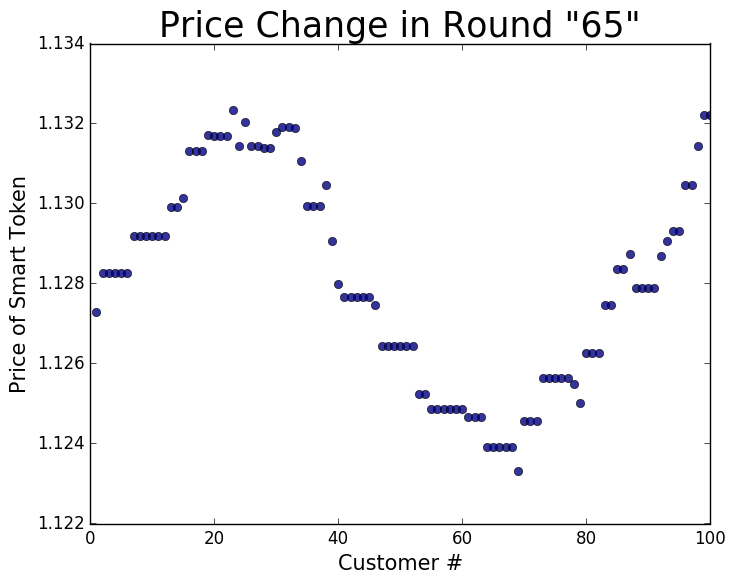 Price Change in Round "65"
1.134
1.132
1.130
1.128
1.126
1.124
1.122
Price of Smart Token
0 20 40 60 80 100
Customer #